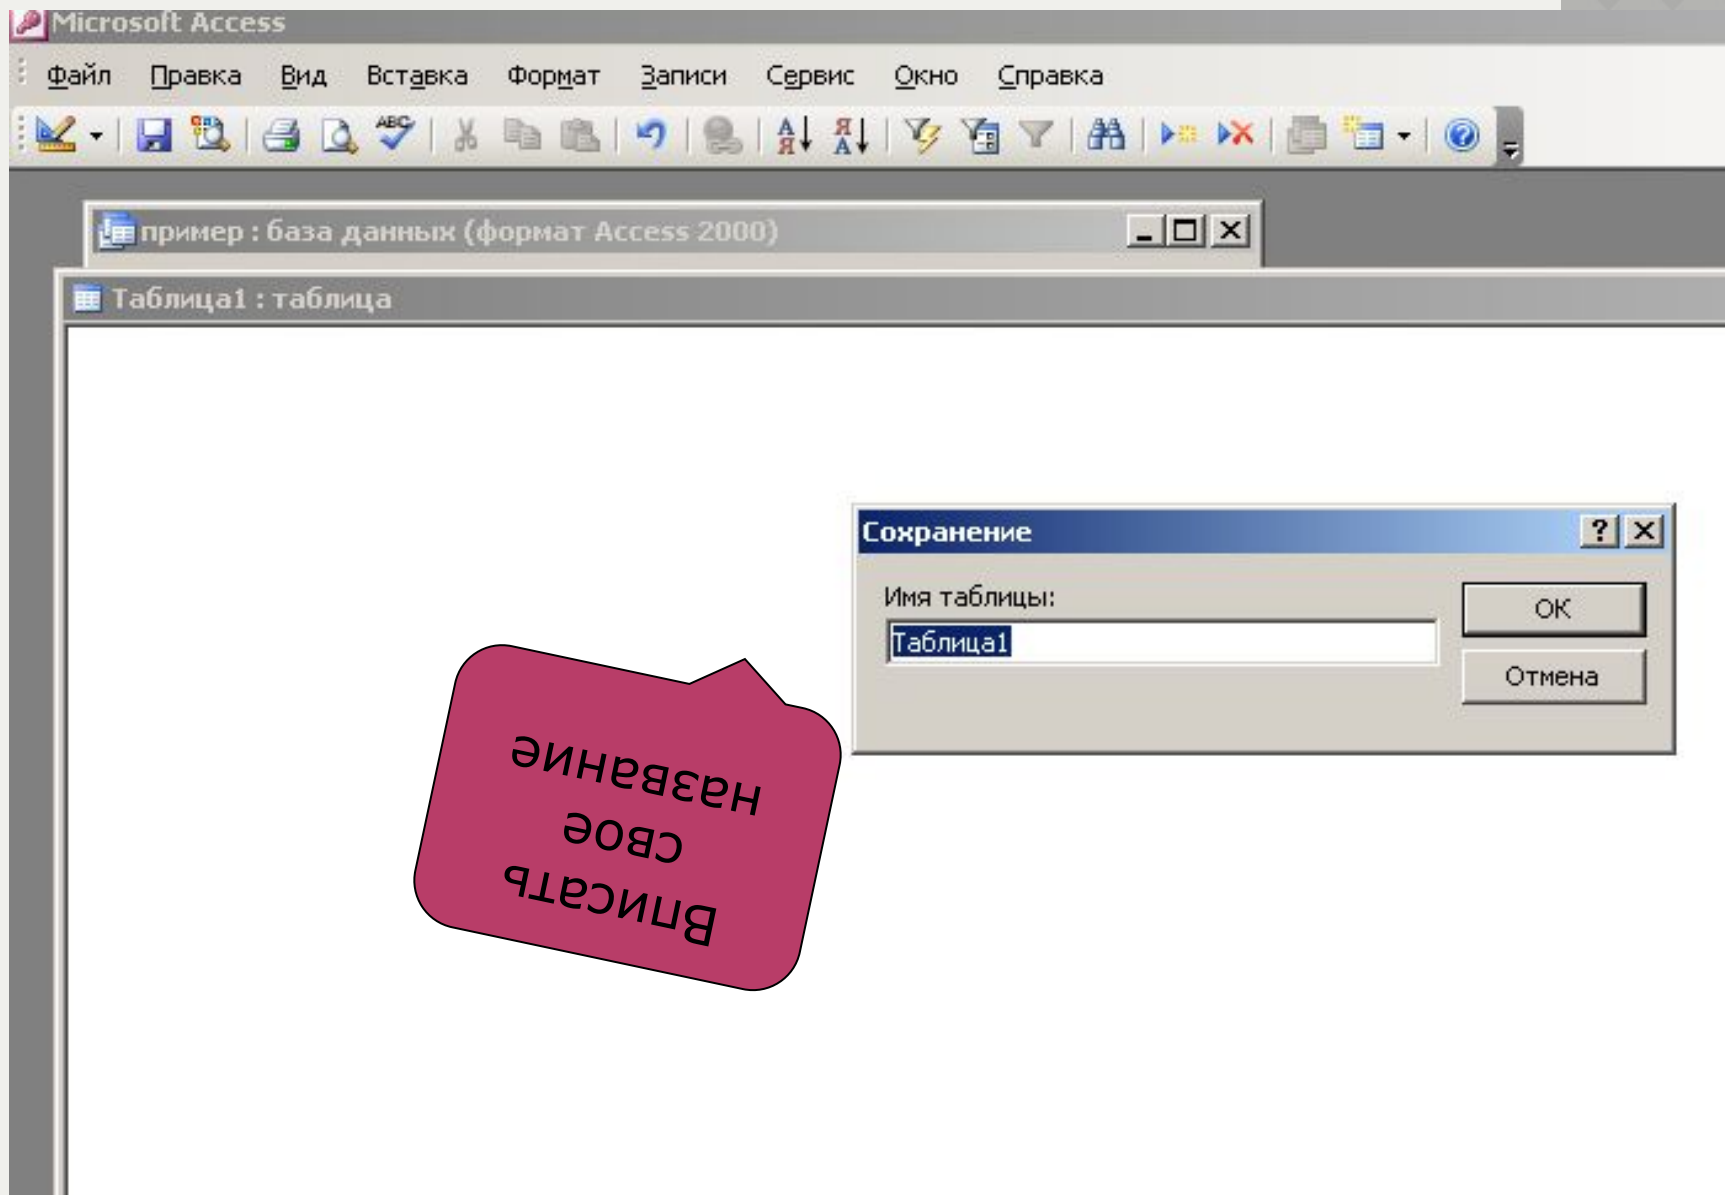 Microsoft Access
Файл Правка Вид Вставка Формат Записи Сервис Окно Справка
пример : база данных (формат Access 2000)
Таблица1 : таблица
Сохранение
Имя таблицы:
Таблица1
ОК
Отмена
Вписать
свое
название